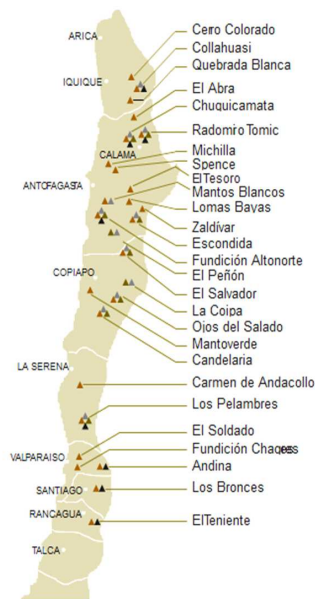 ARICA
IQUIQUE
CALAMA
ANTOFAGASTA
COPIAPO
LA SERENA
VALPARAISO
SANTIAGO
RANCAGUA
TALCA
Cerro Colorado
Collahuasi
Quebrada Blanca
El Abra
Chuquicamata
Radomiro Tomic
Michilla
Spence
El Tesoro
Mantos Blancos
Lomas Bayas
Zaldívar
Escondida
Fundición Altonorte
El Peñón
El Salvador
La Coipa
Ojos del Salado
Mantoverde
Candelaria
Carmen de Andacollo
Los Pelambres
El Soldado
Fundición Chagres
Andina
Los Bronces
El Teniente